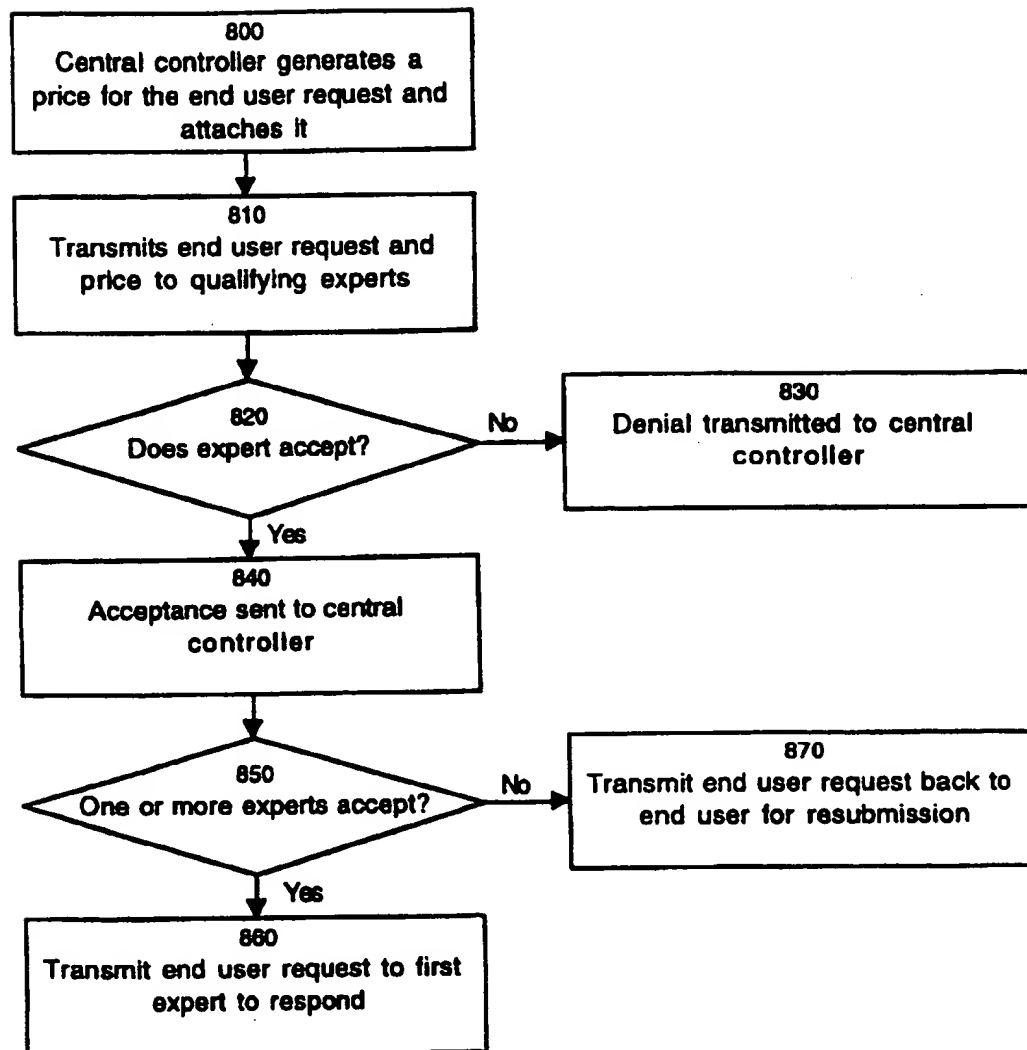 800
Central controller generates a
price for the end user request and
attaches it
810
Transmits end user request and
price to qualifying experts
820
Does expert accept?
No
830
Denial transmitted to central
controller
Yes
840
Acceptance sent to central
controller
850
One or more experts accept?
No
870
Transmit end user request back to
end user for resubmission
Yes
860
Transmit end user request to first
expert to respond